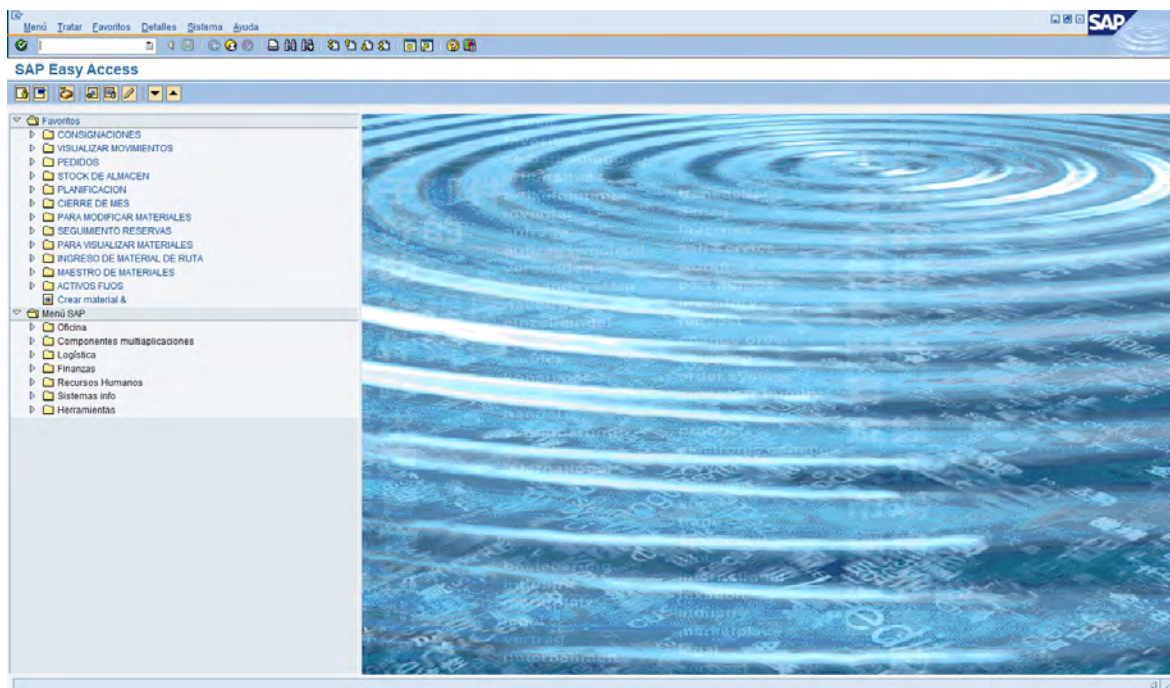 Menú Tratar Favoritos Detalles Sistema Ayuda
SAP
SAP Easy Access
Favoritos
CONSIGNACIONES
VISUALIZAR MOVIMIENTOS
PEDIDOS
STOCK DE ALMACEN
PLANIFICACION
CIERRE DE MES
PARA MODIFICAR MATERIALES
SEGUIMIENTO RESERVAS
PARA VISUALIZAR MATERIALES
INGRESO DE MATERIAL DE RUTA
MAESTRO DE MATERIALES
ACTIVOS FIJOS
Crear material &
Menú SAP
Oficina
Componentes multiaplicaciones
Logística
Finanzas
Recursos Humanos
Sistemas info
Herramientas